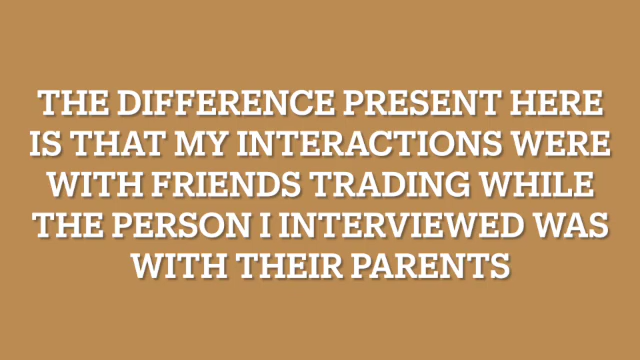 THE DIFFERENCE PRESENT HERE
IS THAT MY INTERACTIONS WERE
WITH FRIENDS TRADING WHILE
THE PERSON I INTERVIEWED WAS
WITH THEIR PARENTS